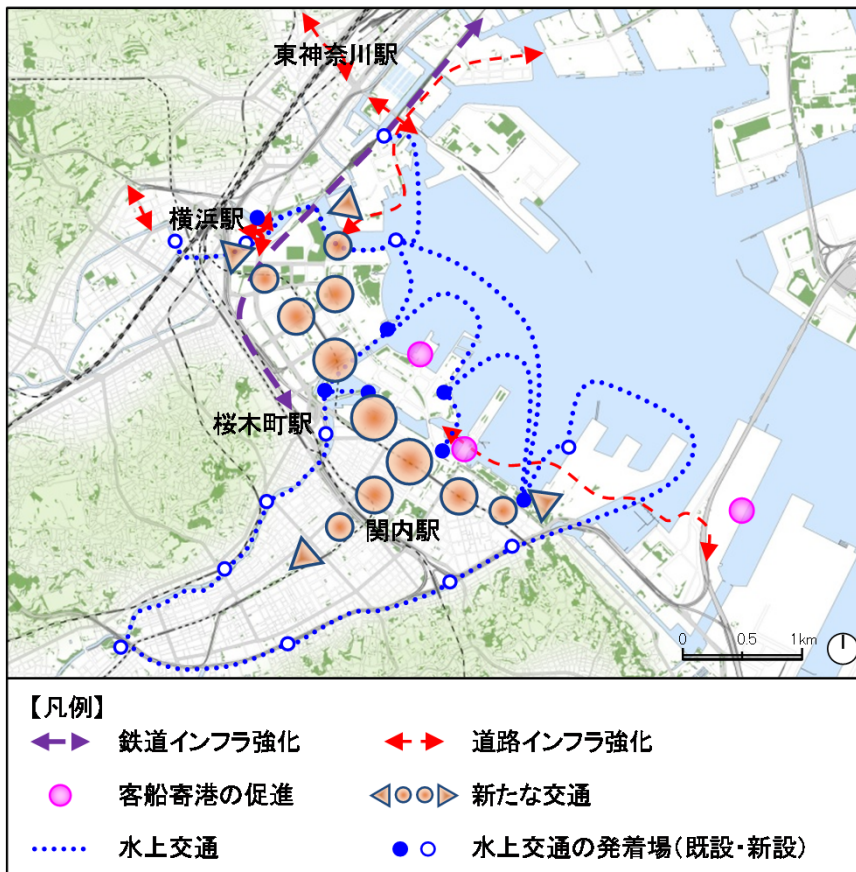 東神奈川駅
横浜駅
桜木町駅
関内駅
0 0.5 1km
【凡例】
鉄道インフラ強化
道路インフラ強化
客船寄港の促進
新たな交通
水上交通
水上交通の発着場(既設・新設)